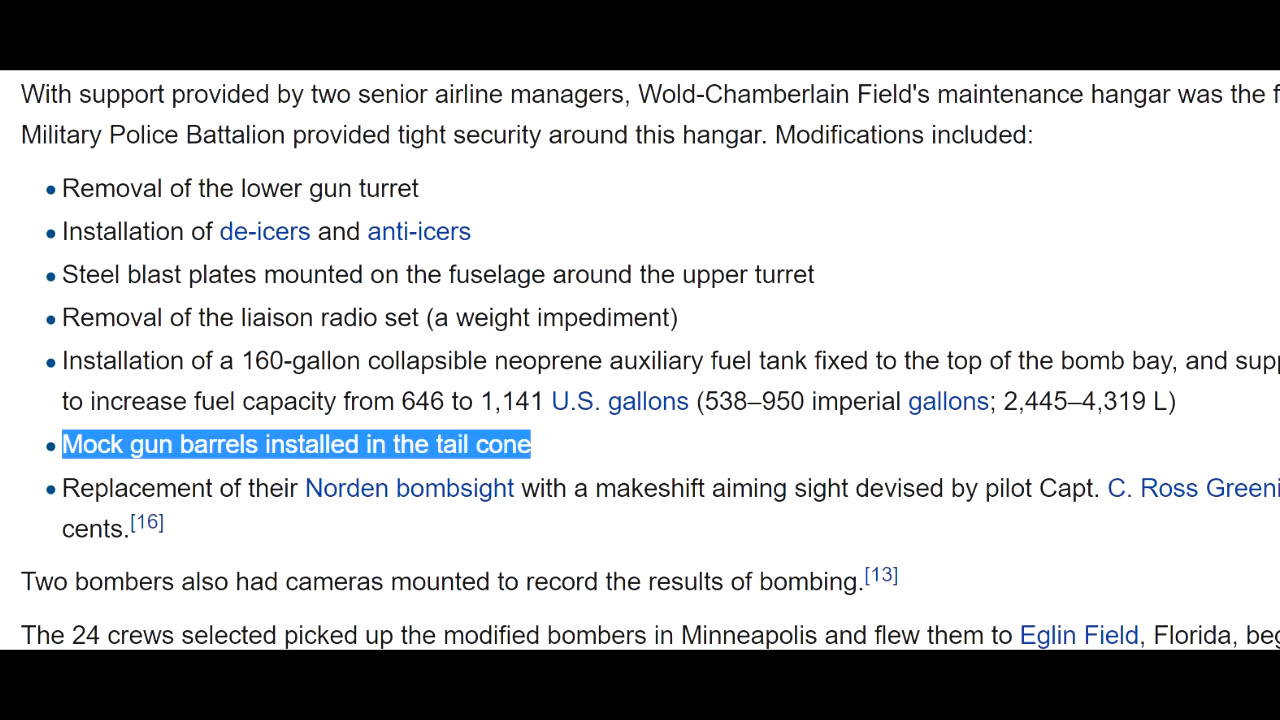 With support provided by two senior airline managers, Wold-Chamberlain Field's maintenance hangar was the
Military Police Battalion provided tight security around this hangar. Modifications included:
• Removal of the lower gun turret
• Installation of de-icers and anti-icers
• Steel blast plates mounted on the fuselage around the upper turret
• Removal of the liaison radio set (a weight impediment)
• Installation of a 160-gallon collapsible neoprene auxiliary fuel tank fixed to the top of the bomb bay, and
to increase fuel capacity from 646 to 1,141 U.S. gallons (538–950 imperial gallons; 2,445–4,319 L)
• Mock gun barrels installed in the tail cone
• Replacement of their Norden bombsight with a makeshift aiming sight devised by pilot Capt. C. Ross
cents.[16]
Two bombers also had cameras mounted to record the results of bombing.[13]
The 24 crews selected picked up the modified bombers in Minneapolis and flew them to Eglin Field, Florida,